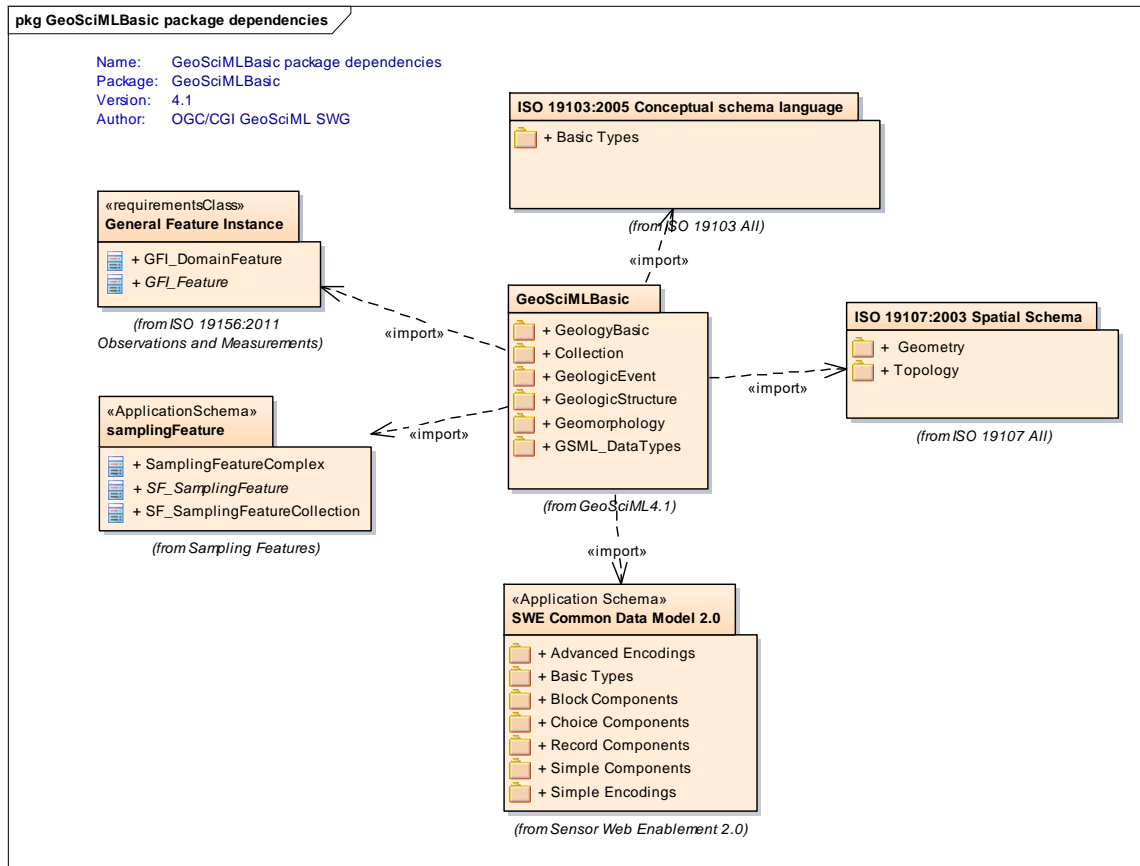 pkg GeoSciMLBasic package dependencies
Name: GeoSciMLBasic package dependencies
Package: GeoSciMLBasic
Version: 4.1
Author: OGC/CGI GeoSciML SWG
ISO 19103:2005 Conceptual schema language
+ Basic Types
(from ISO 19103 All)
«requirementsClass»
General Feature Instance
+ GFI_DomainFeature
+ GFI_Feature
(from ISO 19156:2011
Observations and Measurements)
«import»
«import»
GeoSciMLBasic
+ GeologyBasic
+ Collection
+ GeologicEvent
+ GeologicStructure
+ Geomorphology
+ GSML_DataTypes
(from GeoSciML4.1)
ISO 19107:2003 Spatial Schema
+ Geometry
+ Topology
(from ISO 19107 All)
«import»
«ApplicationSchema»
samplingFeature
+ SamplingFeatureComplex
+ SF_SamplingFeature
+ SF_SamplingFeatureCollection
(from Sampling Features)
«import»
«import»
«Application Schema»
SWE Common Data Model 2.0
+ Advanced Encodings
+ Basic Types
+ Block Components
+ Choice Components
+ Record Components
+ Simple Components
+ Simple Encodings
(from Sensor Web Enablement 2.0)